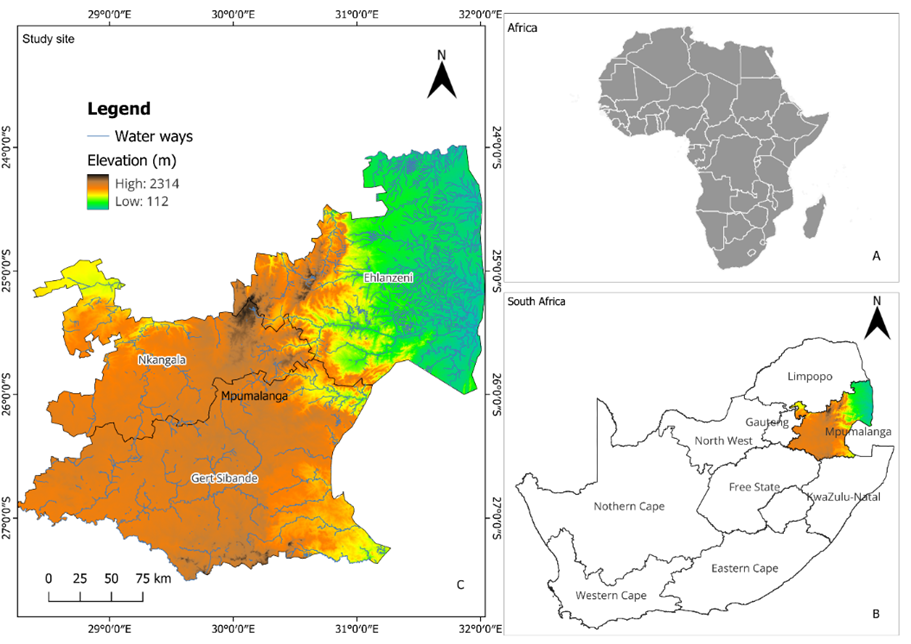 29°0'0"E 30°0'0"E 31°0'0"E 32°0'0"E
Study site
N
Legend
Water ways
Elevation (m)
High: 2314
Low: 112
24°0'0"S
24°0'0"S
25°0'0"S
25°0'0"S
Ehlanzeni
Nkangala
26°0'0"S
26°0'0"S
Mpumalanga
Gert-Sibande
27°0'0"S
27°0'0"S
0 25 50 75 km
C
29°0'0"E 30°0'0"E 31°0'0"E 32°0'0"E
Africa
A
South Africa
N
Limpopo
Gauteng
Mpumalanga
North West
Free State
KwaZulu-Natal
Nothern Cape
Eastern Cape
Western Cape
B